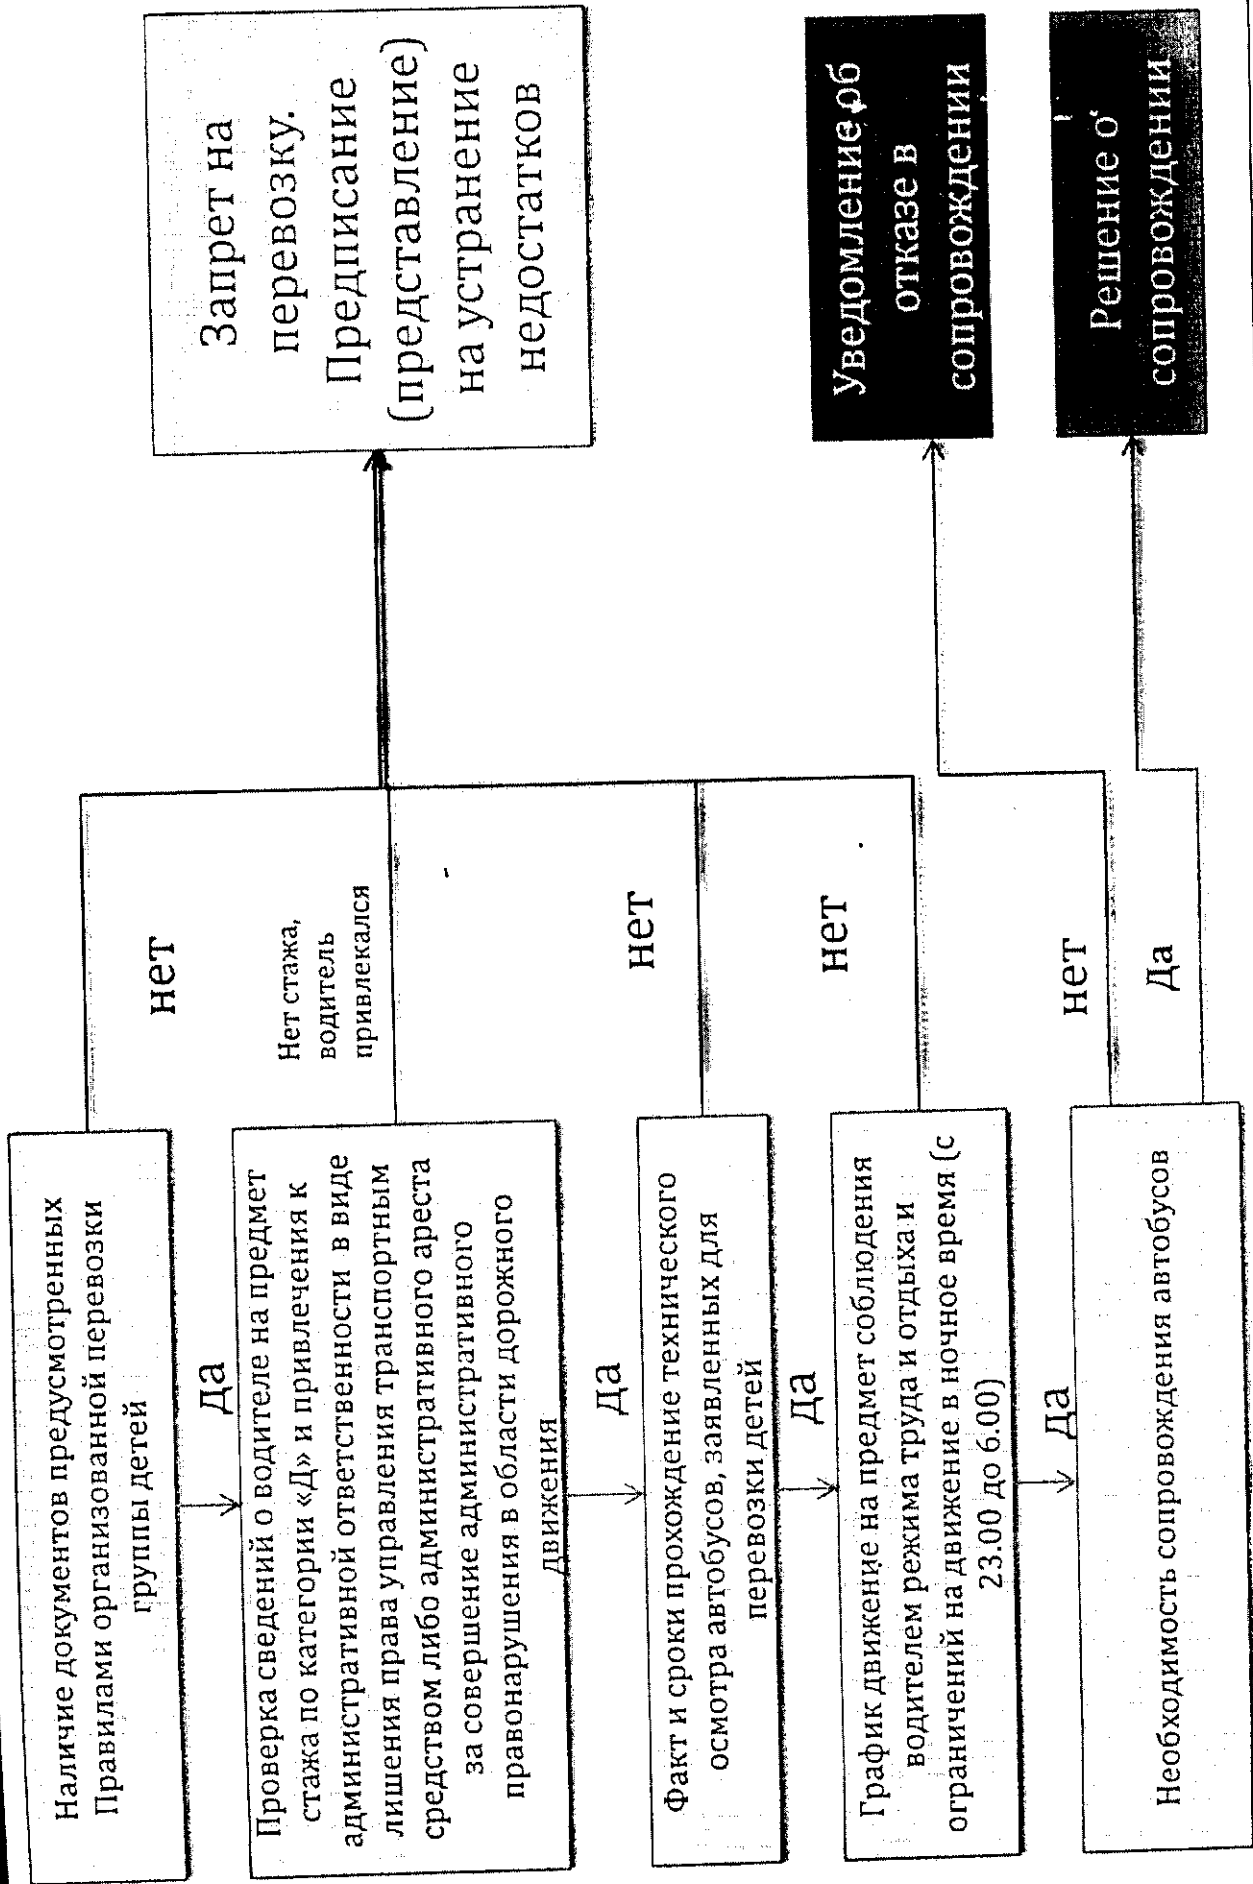 Наличие документов предусмотренных
Правилами организованной перевозки
группы детей
нет
Да
Проверка сведений о водителе на предмет
стажа по категории «Д» и привлечения к
административной ответственности в виде
лишения права управления транспортным
средством либо административного ареста
за совершение административного
правонарушения в области дорожного
движения
Нет стажа,
водитель
привлекался
Да
Факт и сроки прохождение технического
осмотра автобусов, заявленных для
перевозки детей
нет
Да
График движение на предмет соблюдения
водителем режима труда и отдыха и
ограничений на движение в ночное время (с
23.00 до 6.00)
нет
Да
Необходимость сопровождения автобусов
нет
Да
Запрет на
перевозку.
Предписание
(представление)
на устранение
недостатков
Уведомление об
отказе в
сопровождении
Решение о
сопровождении